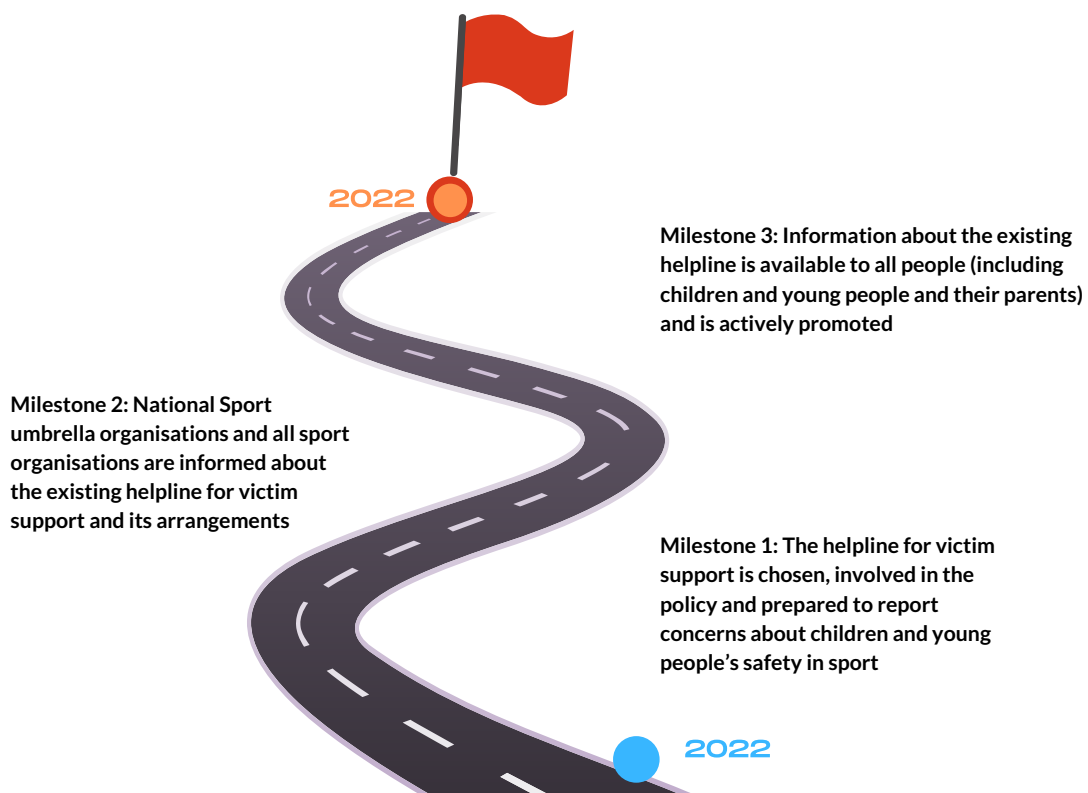 2022
Milestone 3: Information about the existing
helpline is available to all people (including
children and young people and their parents)
and is actively promoted
Milestone 2: National Sport
umbrella organisations and all sport
organisations are informed about
the existing helpline for victim
support and its arrangements
Milestone 1: The helpline for victim
support is chosen, involved in the
policy and prepared to report
concerns about children and young
people’s safety in sport
2022